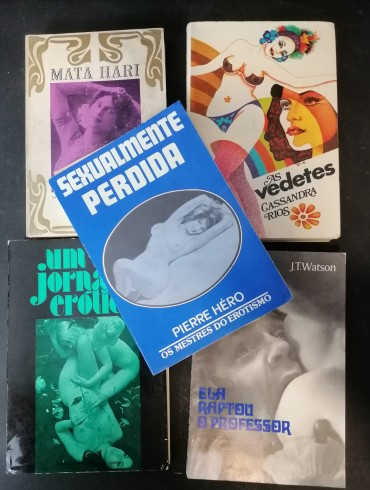 MATA HARI
AS
vedetes
CASSANDRA
RIOS
SEXUALMENTE
PERDIDA
PIERRE HÉRO
OS MESTRES DO EROTISMO
um
jorna
erótic
J.T.Watson
ELA
RAPTOU
O PROFESSOR